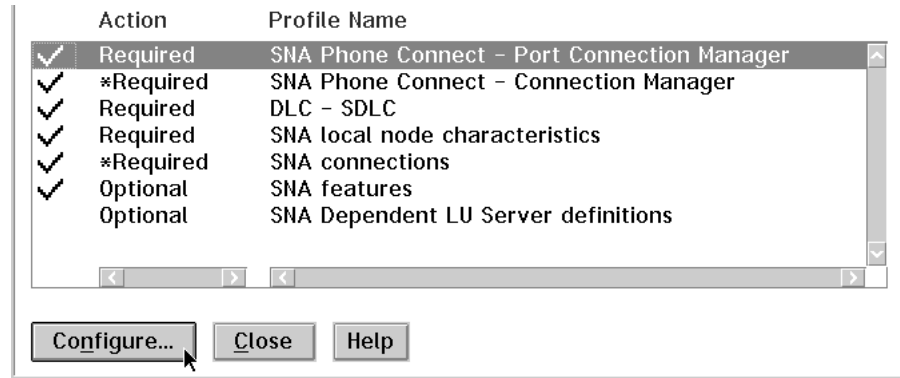 Action Profile Name
Required SNA Phone Connect – Port Connection Manager
*Required SNA Phone Connect – Connection Manager
Required DLC – SDLC
Required SNA local node characteristics
*Required SNA connections
Optional SNA features
Optional SNA Dependent LU Server definitions
Configure... Close Help